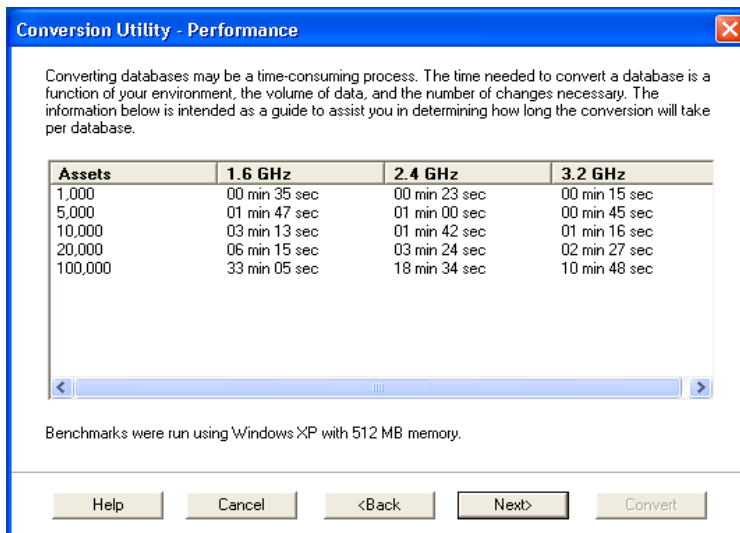 Conversion Utility - Performance
Converting databases may be a time-consuming process. The time needed to convert a database is a
function of your environment, the volume of data, and the number of changes necessary. The
information below is intended as a guide to assist you in determining how long the conversion will take
per database.
Assets 1.6 GHz 2.4 GHz 3.2 GHz
1,000 00 min 35 sec 00 min 23 sec 00 min 15 sec
5,000 01 min 47 sec 01 min 00 sec 00 min 45 sec
10,000 03 min 13 sec 01 min 42 sec 01 min 16 sec
20,000 06 min 15 sec 03 min 24 sec 02 min 27 sec
100,000 33 min 05 sec 18 min 34 sec 10 min 48 sec
Benchmarks were run using Windows XP with 512 MB memory.
Help Cancel <Back Next> Convert